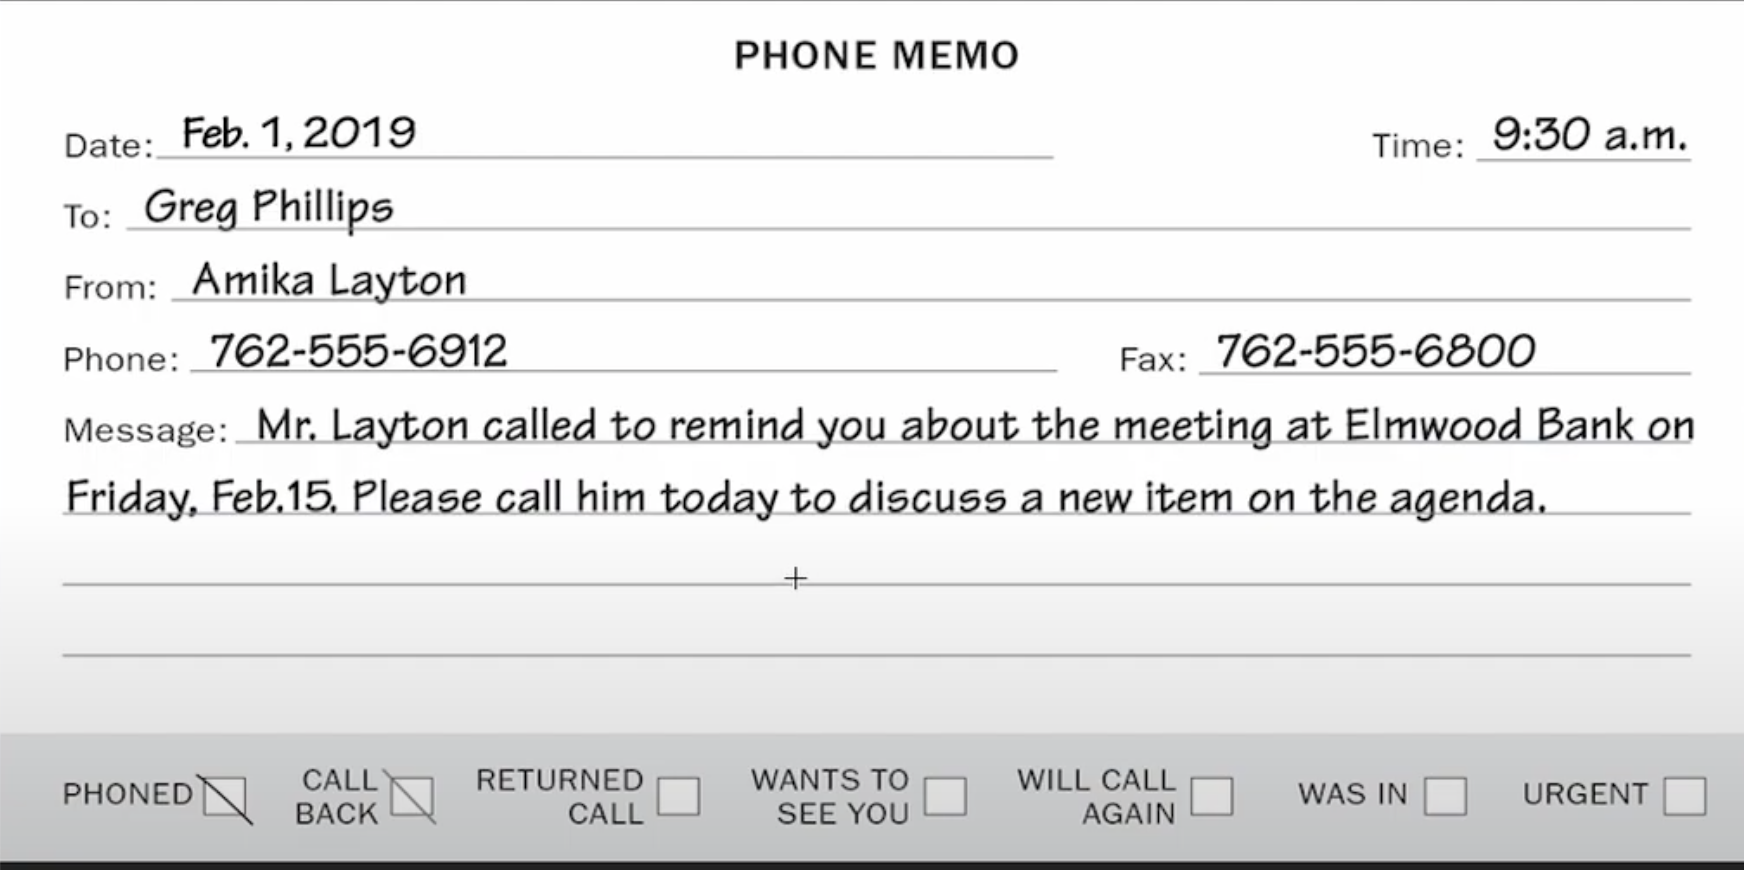 PHONE MEMO
Date: Feb. 1, 2019 Time: 9:30 a.m.
To: Greg Phillips
From: Amika Layton
Phone: 762-555-6912 Fax: 762-555-6800
Message: Mr. Layton called to remind you about the meeting at Elmwood Bank on
Friday, Feb.15. Please call him today to discuss a new item on the agenda.
PHONED CALL BACK RETURNED CALL WANTS TO SEE YOU WILL CALL AGAIN WAS IN URGENT